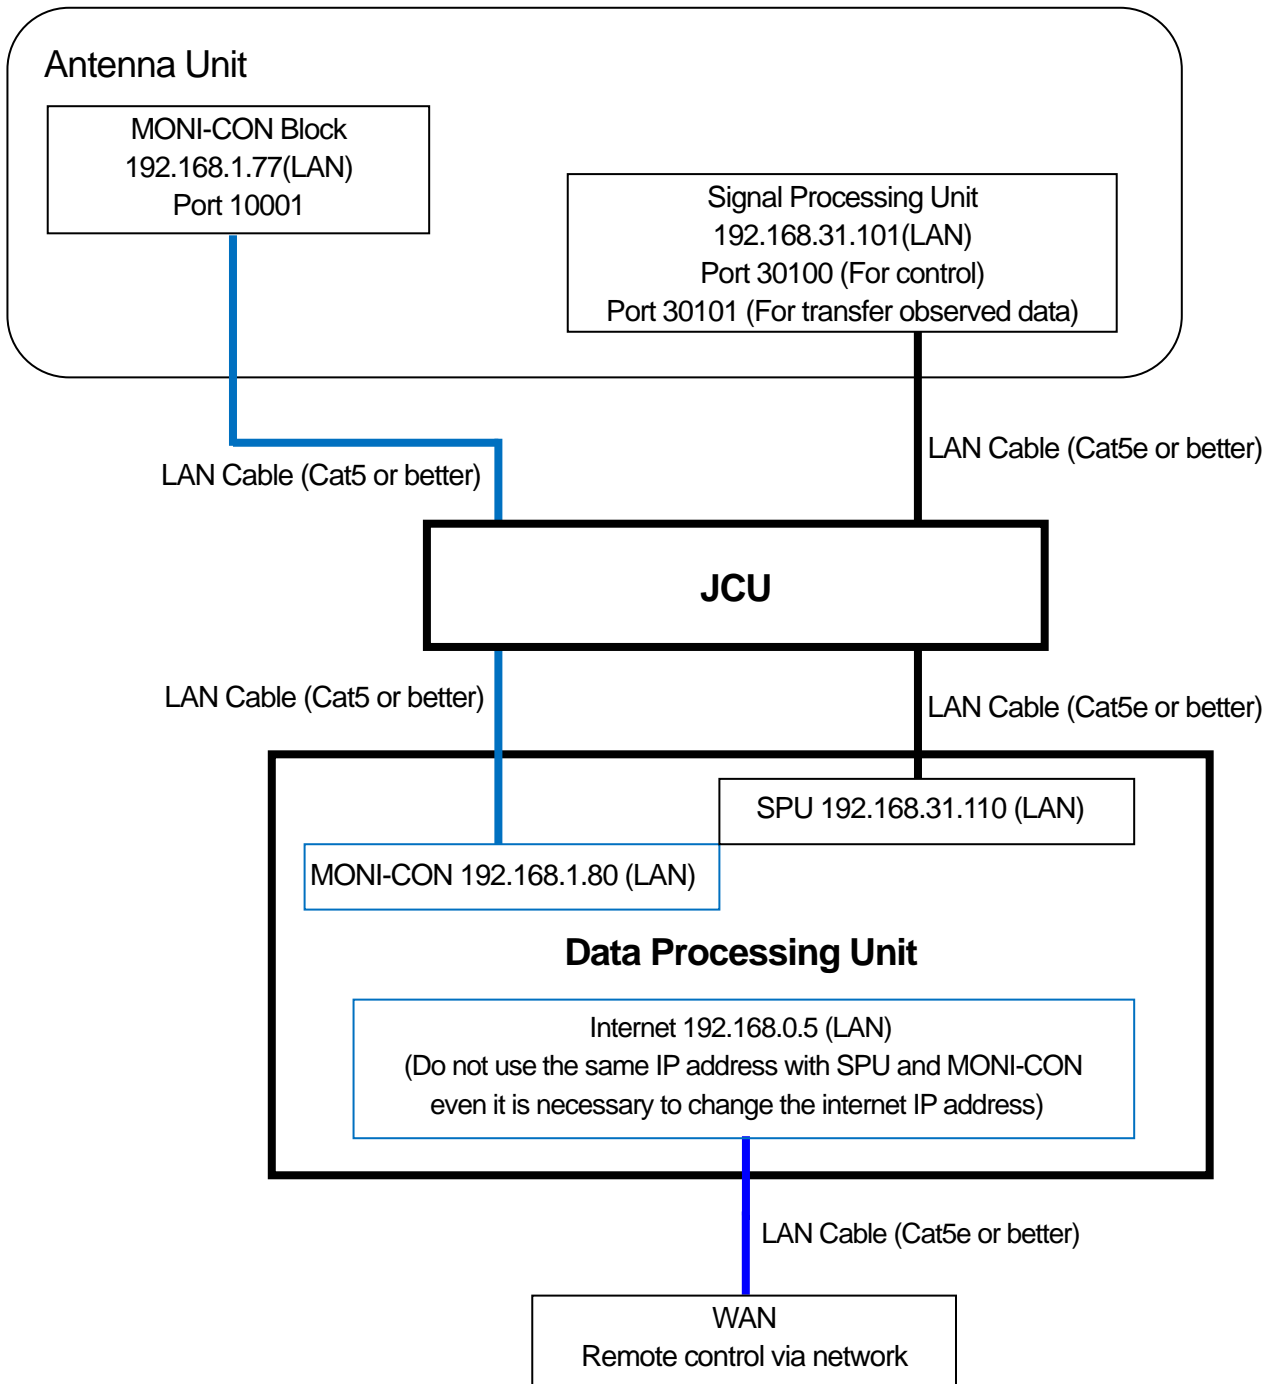 Antenna Unit
MONI-CON Block
192.168.1.77(LAN)
Port 10001
Signal Processing Unit
192.168.31.101(LAN)
Port 30100 (For control)
Port 30101 (For transfer observed data)
LAN Cable (Cat5 or better)
LAN Cable (Cat5e or better)
JCU
LAN Cable (Cat5 or better)
LAN Cable (Cat5e or better)
SPU 192.168.31.110 (LAN)
MONI-CON 192.168.1.80 (LAN)
Data Processing Unit
Internet 192.168.0.5 (LAN)
(Do not use the same IP address with SPU and MONI-CON
even it is necessary to change the internet IP address)
LAN Cable (Cat5e or better)
WAN
Remote control via network